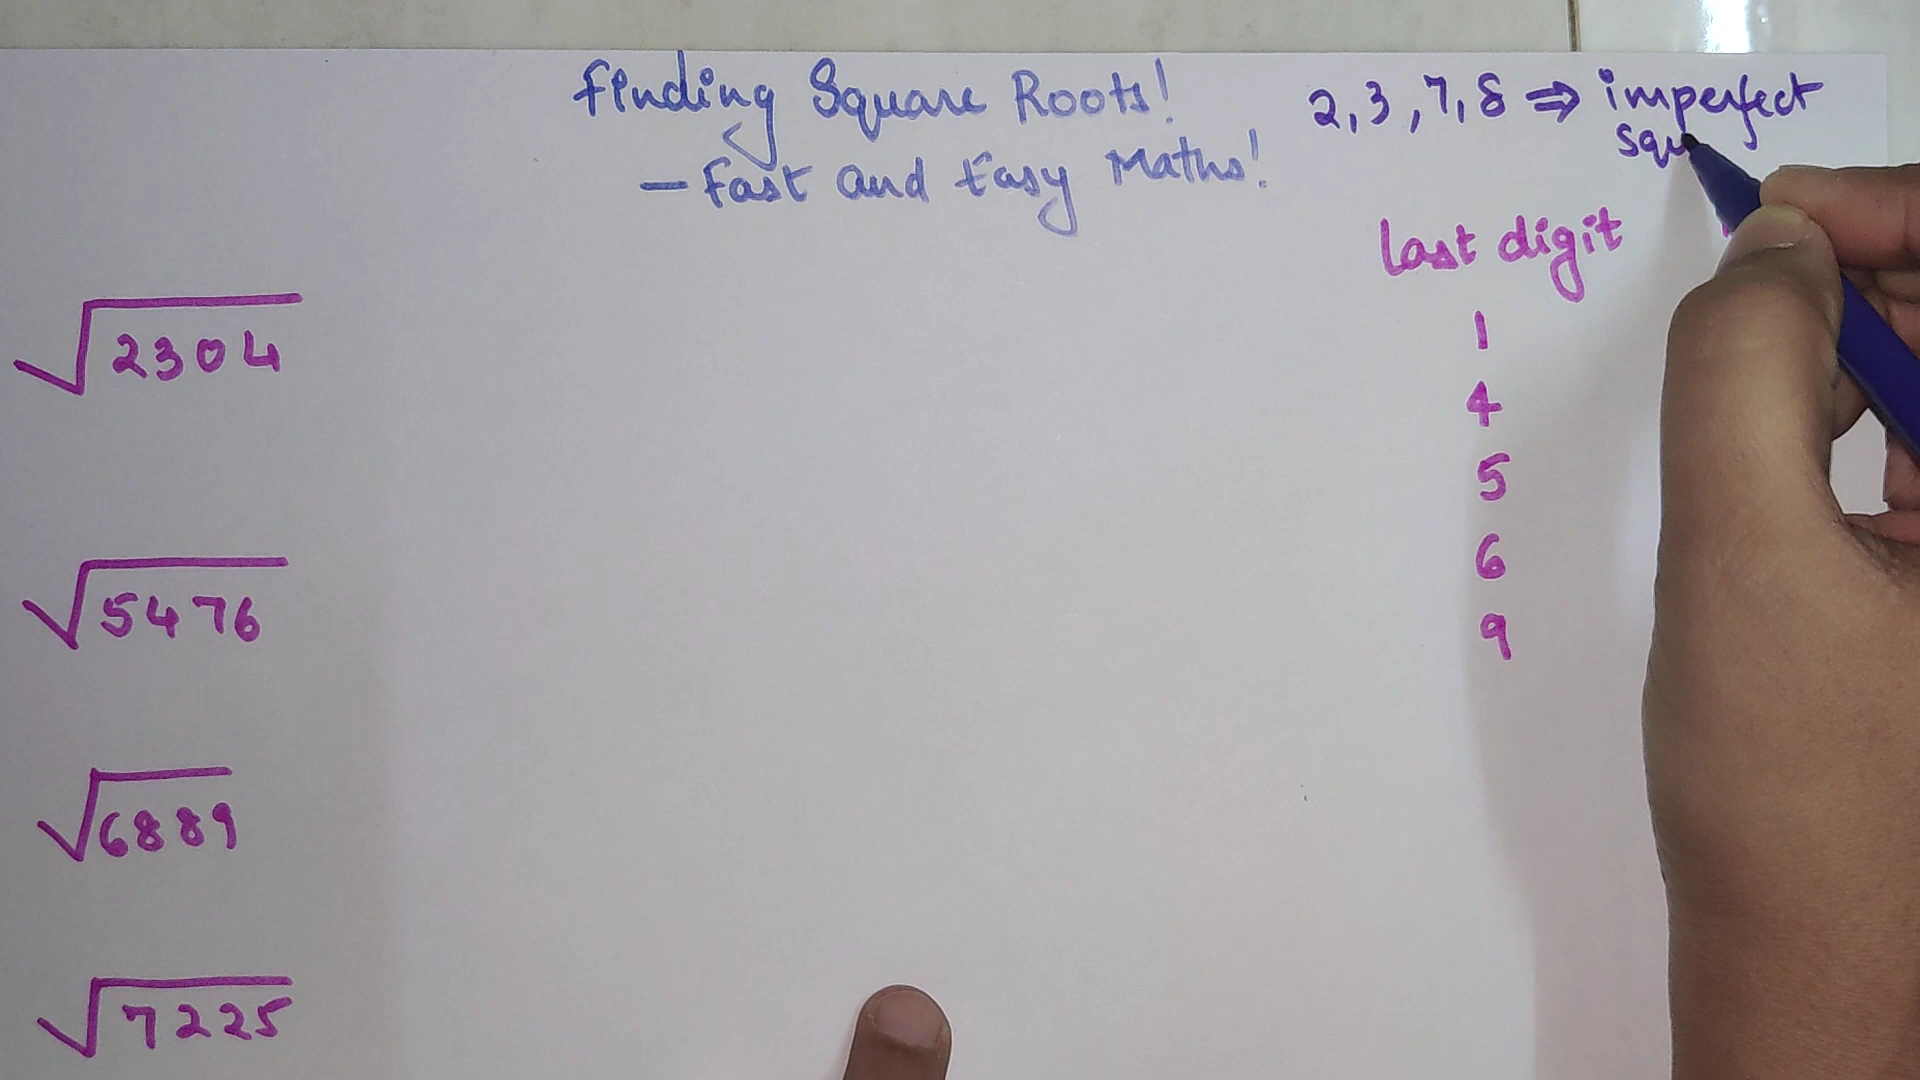 Finding Square Roots!
- Fast and Easy Maths!
2,3,7,8 ⇒ imperfect
squ
last digit
1
4
5
6
9
√2304
√5476
√6889
√7225